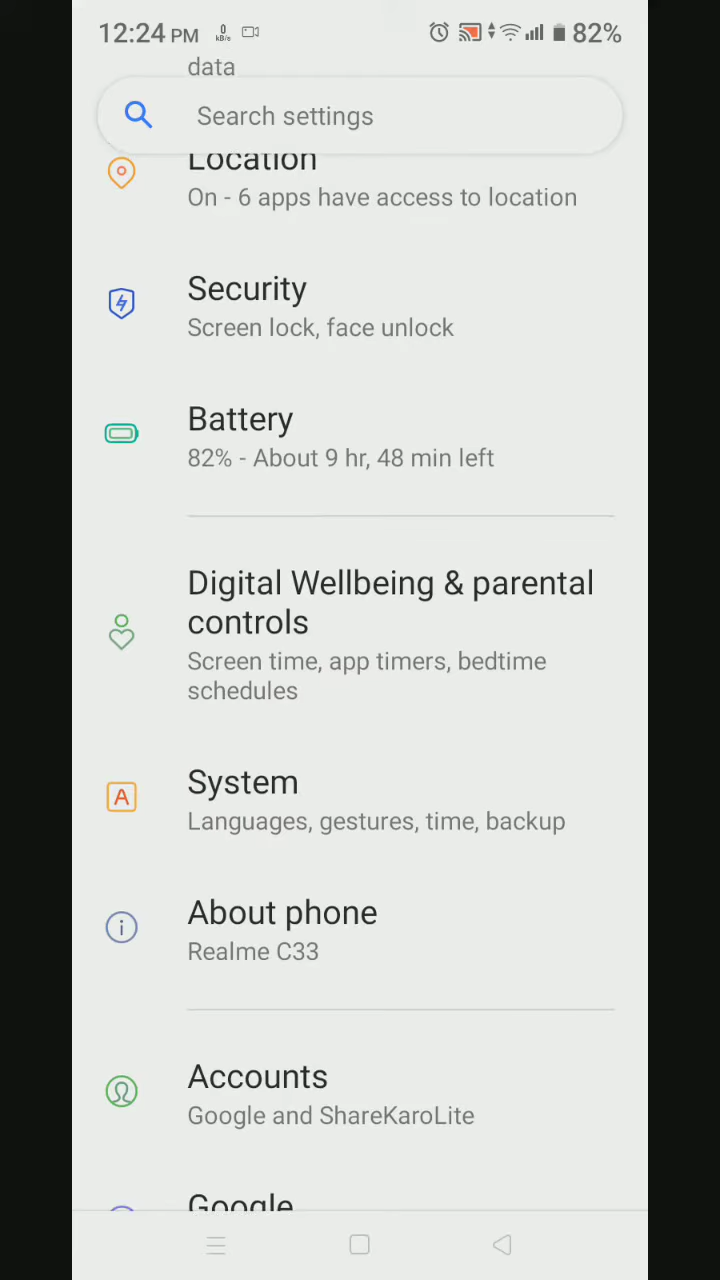 12:24 PM 0 kB/s 82%
data
Search settings
Location
On - 6 apps have access to location
Security
Screen lock, face unlock
Battery
82% - About 9 hr, 48 min left
Digital Wellbeing & parental
controls
Screen time, app timers, bedtime
schedules
System
Languages, gestures, time, backup
About phone
Realme C33
Accounts
Google and ShareKaroLite
Google